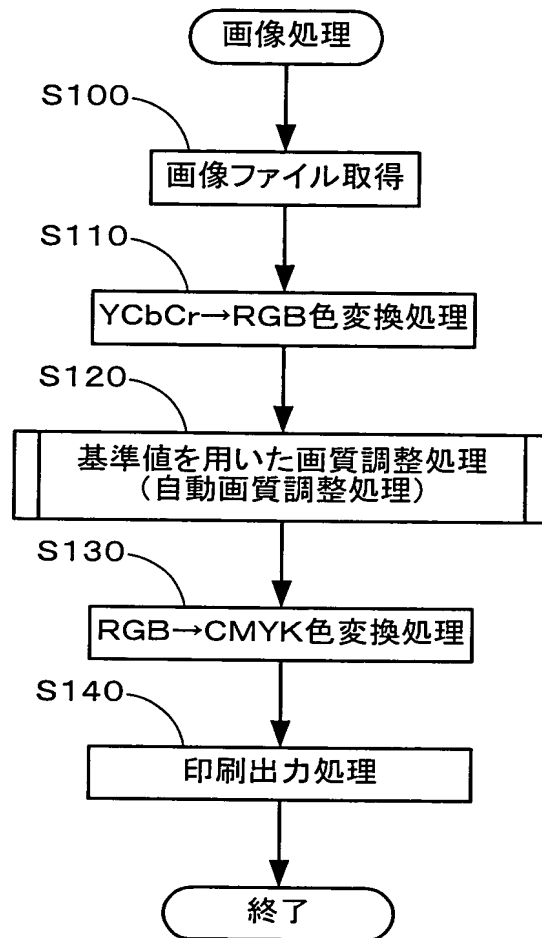 画像処理
S100
画像ファイル取得
S110
YCbCr→RGB色変換処理
S120
基準値を用いた画質調整処理
(自動画質調整処理)
S130
RGB→CMYK色変換処理
S140
印刷出力処理
終了